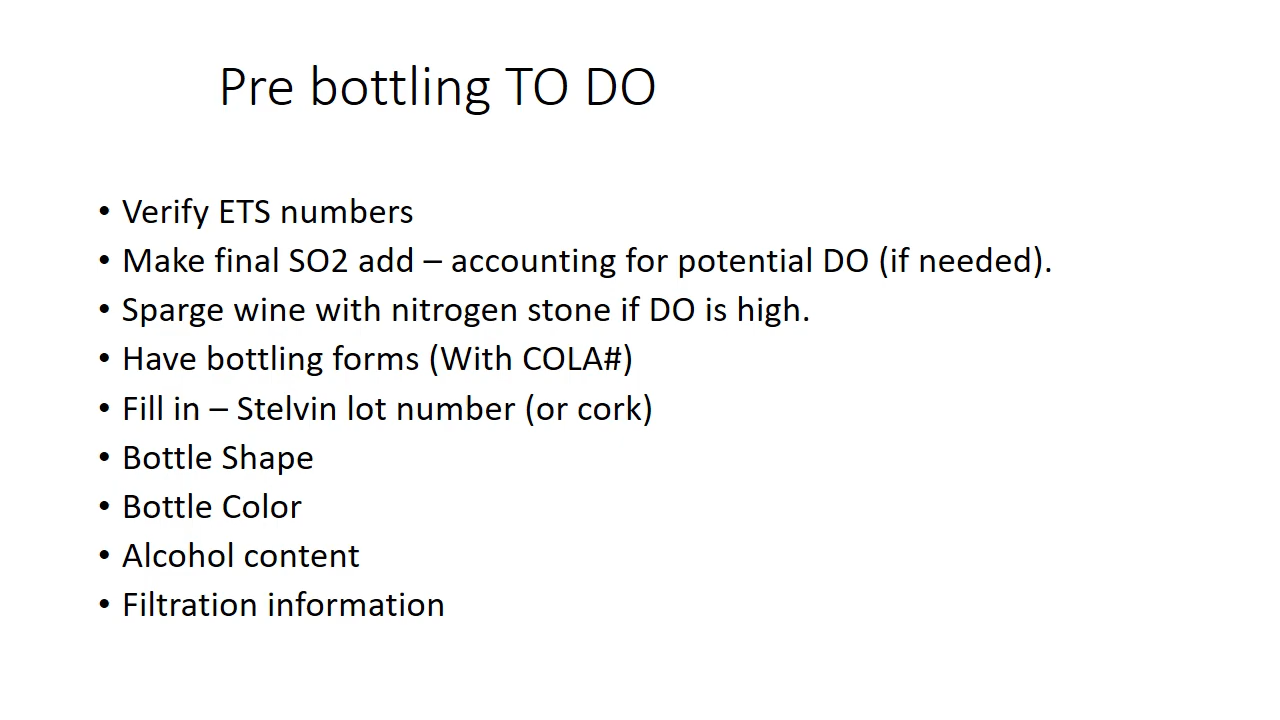 Pre bottling TO DO
• Verify ETS numbers
• Make final SO2 add – accounting for potential DO (if needed).
• Sparge wine with nitrogen stone if DO is high.
• Have bottling forms (With COLA#)
• Fill in – Stelvin lot number (or cork)
• Bottle Shape
• Bottle Color
• Alcohol content
• Filtration information